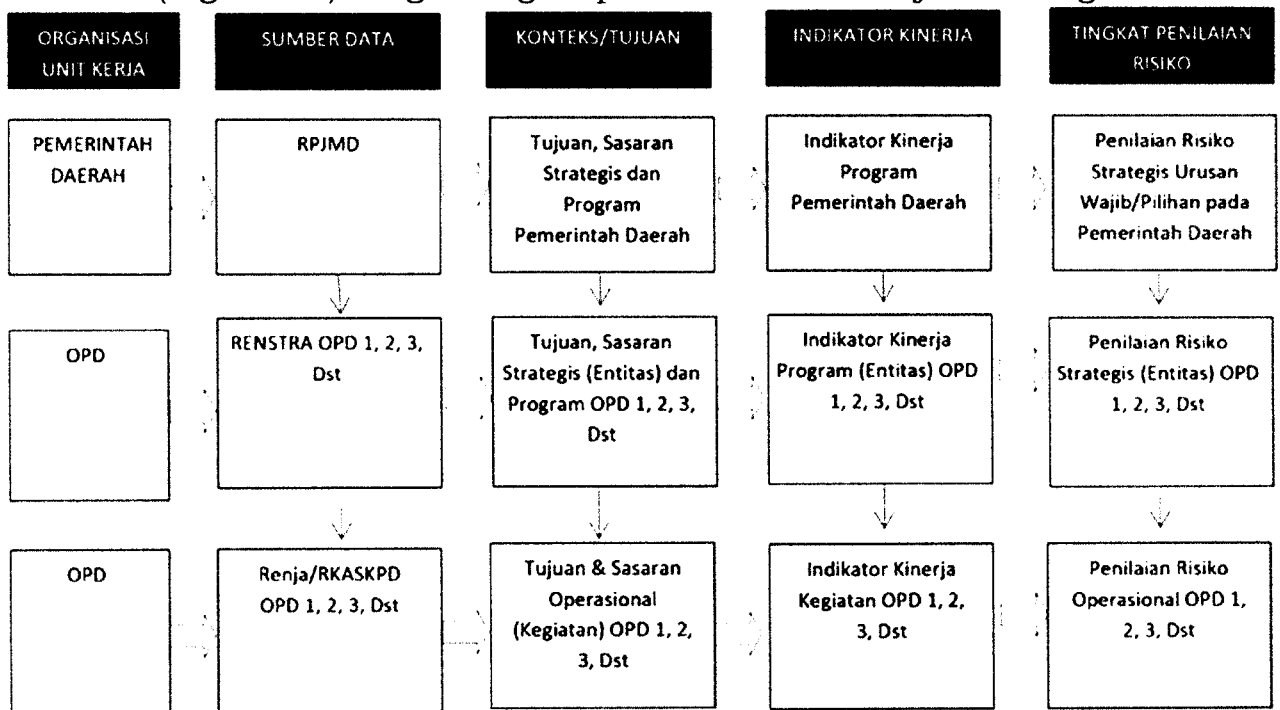 ORGANISASI
UNIT KERJA
SUMBER DATA
KONTEKS/TUJUAN
INDIKATOR KINERJA
TINGKAT PENILAIAN
RISIKO
PEMERINTAH
DAERAH
RPJMD
Tujuan, Sasaran
Strategis dan
Program
Pemerintah Daerah
Indikator Kinerja
Program
Pemerintah Daerah
Penilaian Risiko
Strategis Urusan
Wajib/Pilihan pada
Pemerintah Daerah
OPD
RENSTRA OPD 1, 2, 3,
Dst
Tujuan, Sasaran
Strategis (Entitas) dan
Program OPD 1, 2, 3,
Dst
Indikator Kinerja
Program (Entitas) OPD
1, 2, 3, Dst
Penilaian Risiko
Strategis (Entitas) OPD
1, 2, 3, Dst
OPD
Renja/RKASKPD
OPD 1, 2, 3, Dst
Tujuan & Sasaran
Operasional
(Kegiatan) OPD 1, 2,
3, Dst
Indikator Kinerja
Kegiatan OPD 1, 2,
3, Dst
Penilaian Risiko
Operasional OPD 1,
2, 3, Dst